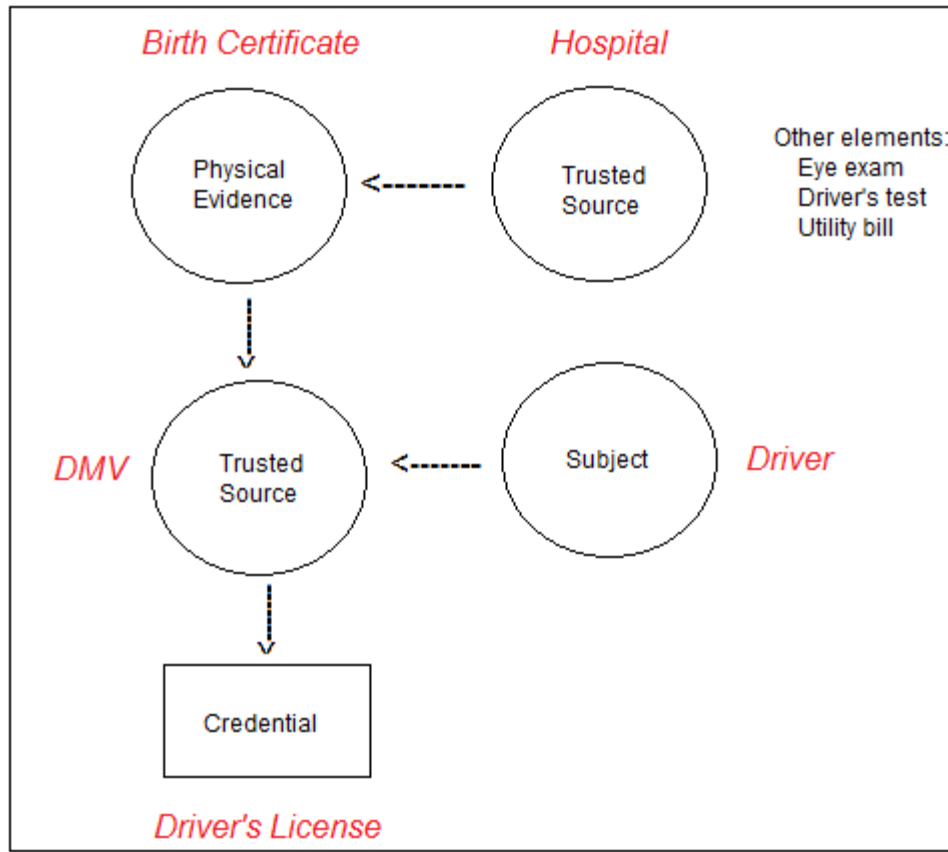 Birth Certificate
Hospital
Physical
Evidence
Trusted
Source
Other elements:
Eye exam
Driver's test
Utility bill
DMV
Trusted
Source
Subject
Driver
Credential
Driver's License